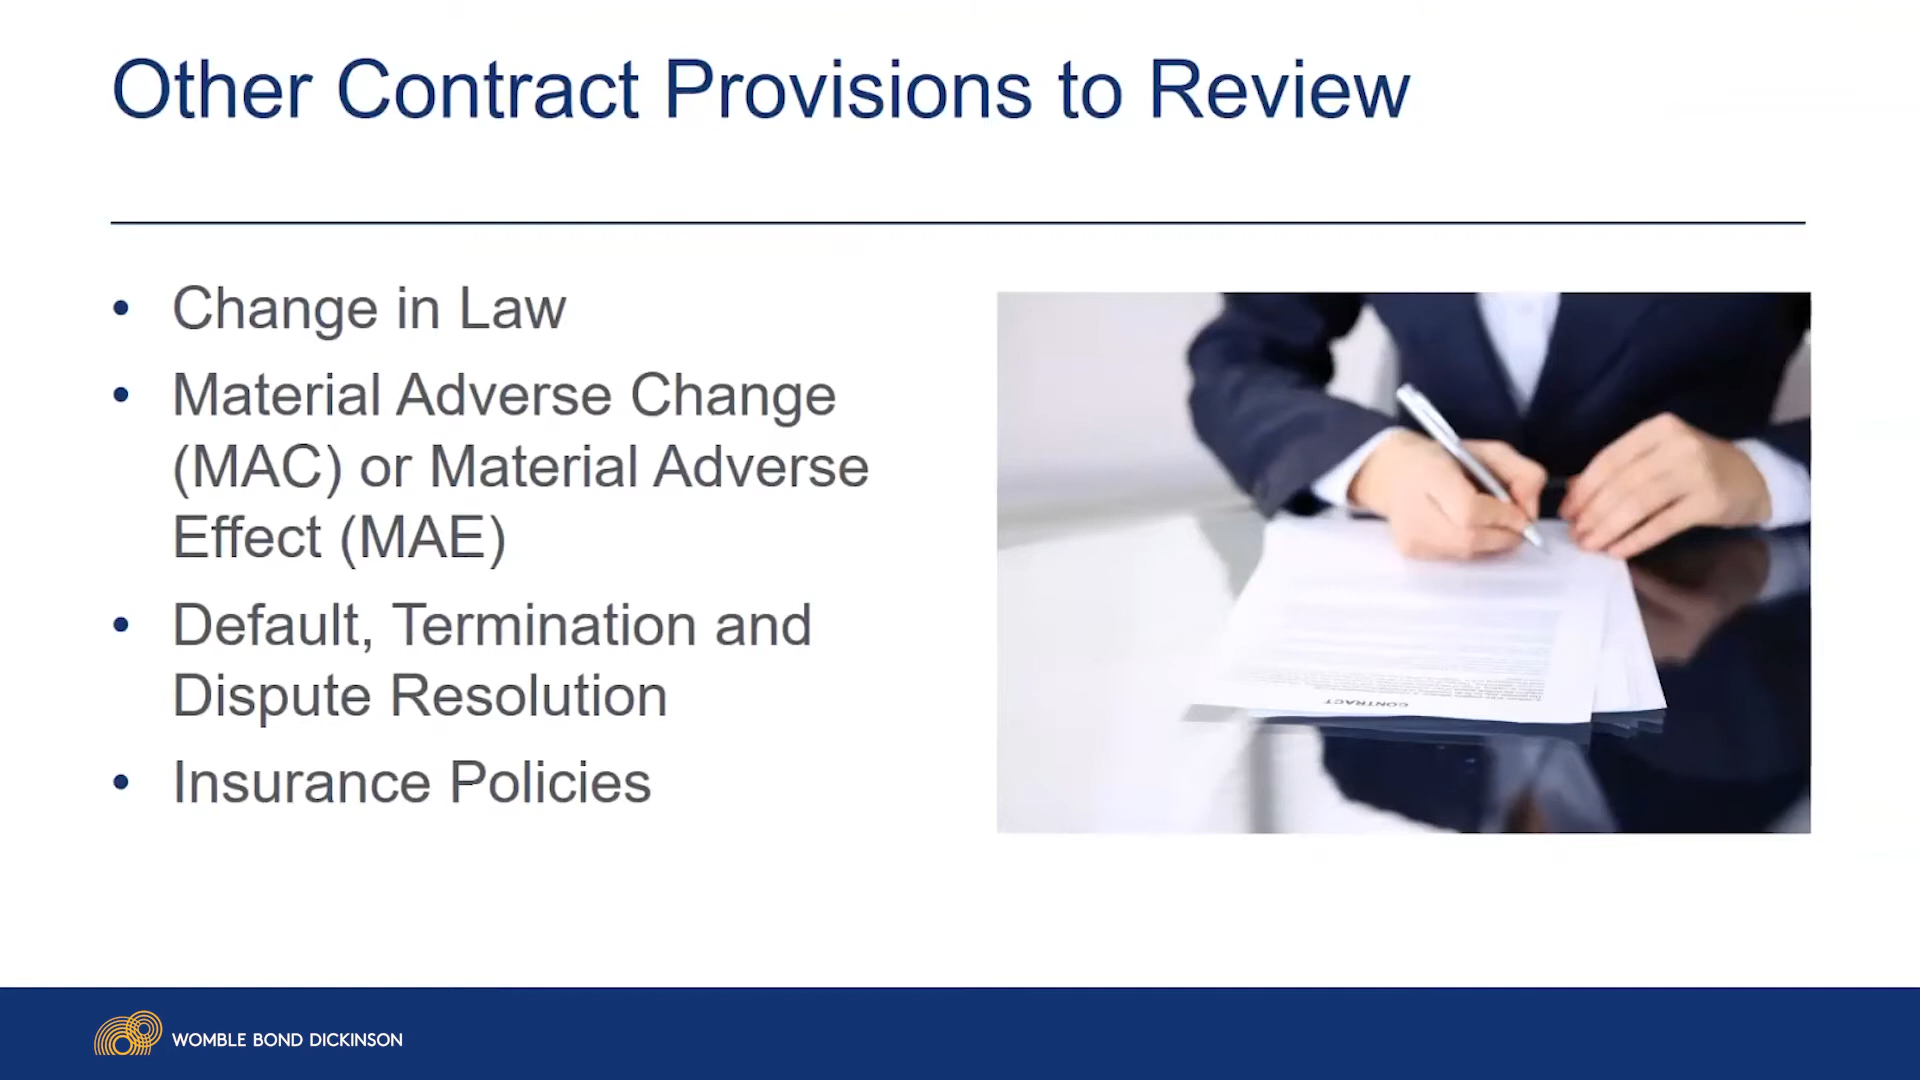 Other Contract Provisions to Review
• Change in Law
• Material Adverse Change
(MAC) or Material Adverse
Effect (MAE)
• Default, Termination and
Dispute Resolution
• Insurance Policies
CONTRACT
WOMBLE BOND DICKINSON